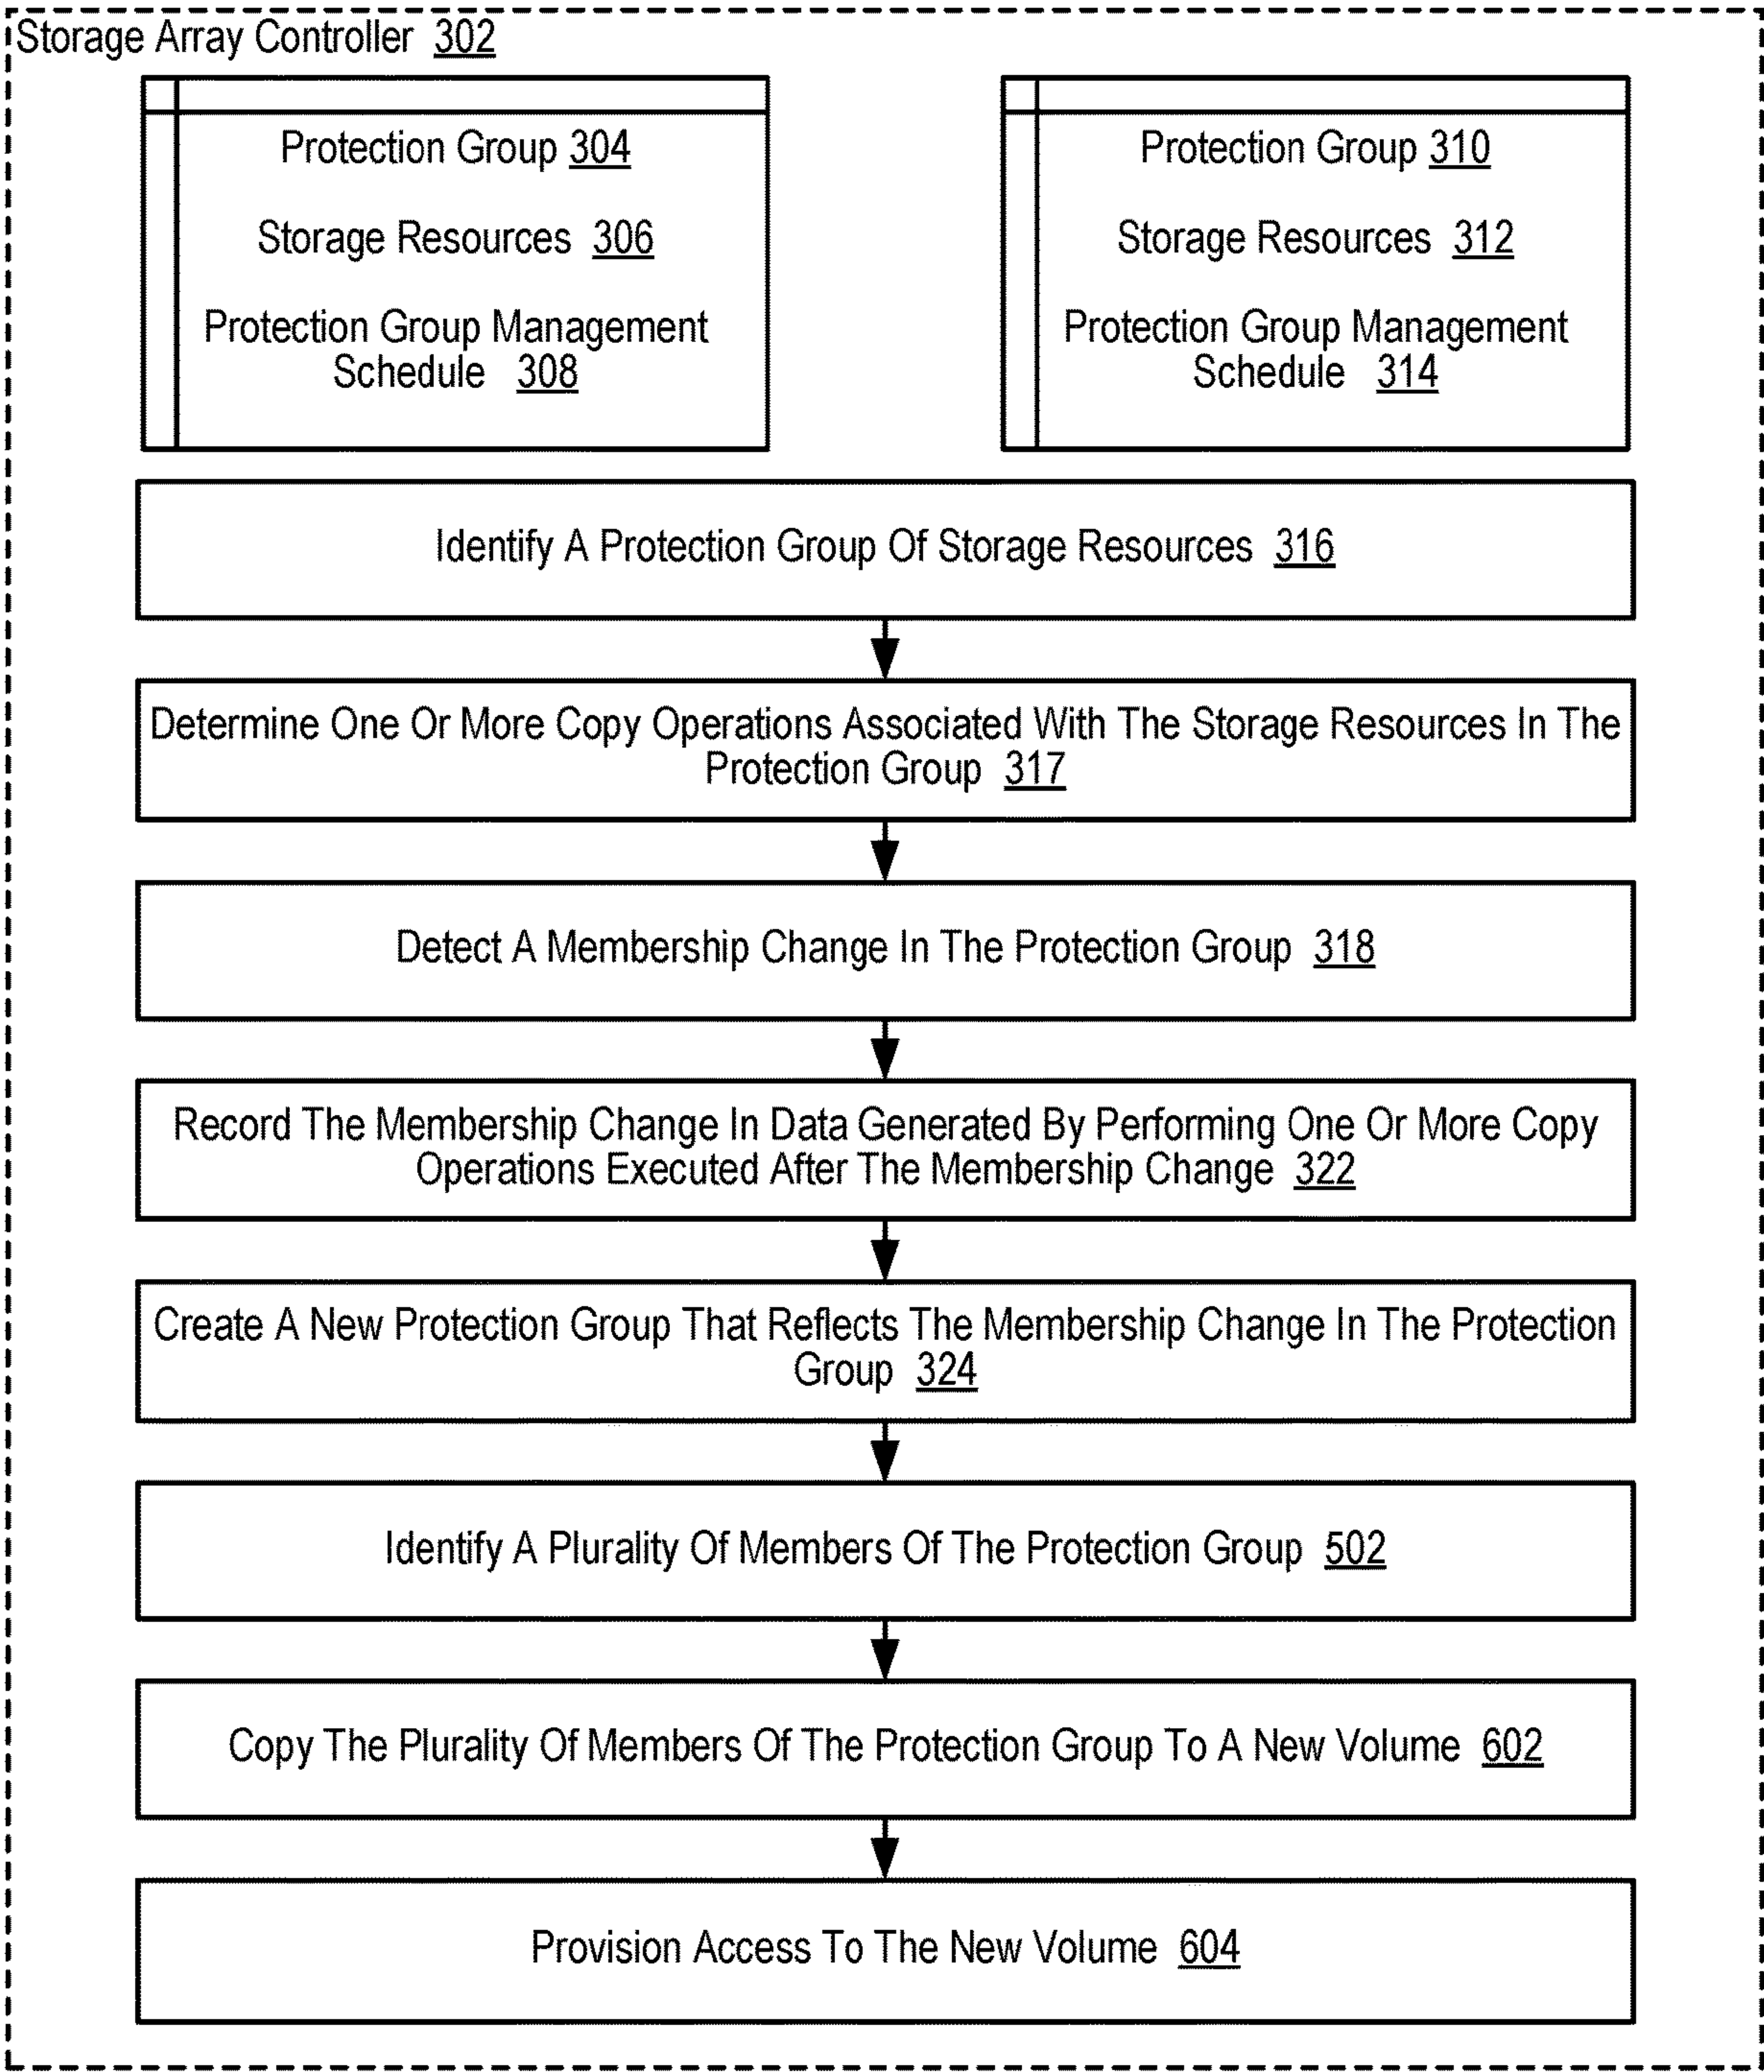 Storage Array Controller 302
Protection Group 304
Storage Resources 306
Protection Group Management
Schedule 308
Protection Group 310
Storage Resources 312
Protection Group Management
Schedule 314
Identify A Protection Group Of Storage Resources 316
Determine One Or More Copy Operations Associated With The Storage Resources In The
Protection Group 317
Detect A Membership Change In The Protection Group 318
Record The Membership Change In Data Generated By Performing One Or More Copy
Operations Executed After The Membership Change 322
Create A New Protection Group That Reflects The Membership Change In The Protection
Group 324
Identify A Plurality Of Members Of The Protection Group 502
Copy The Plurality Of Members Of The Protection Group To A New Volume 602
Provision Access To The New Volume 604